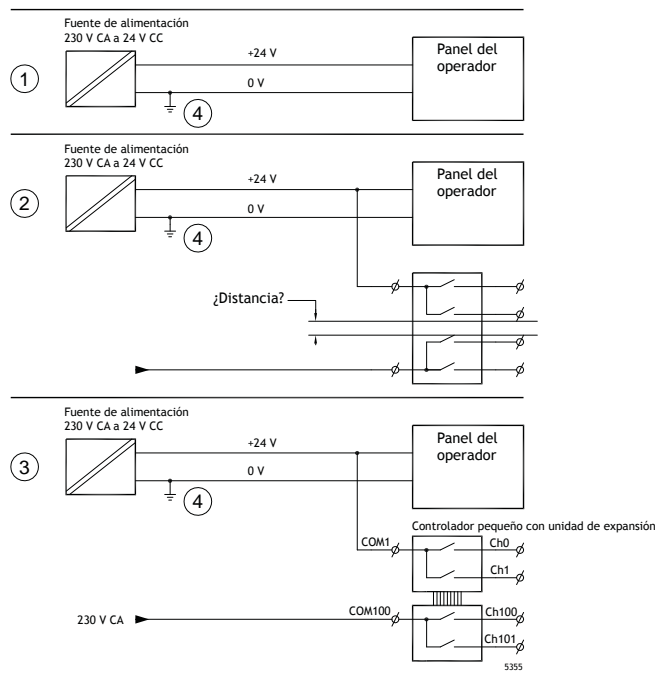 Fuente de alimentación
230 V CA a 24 V CC
+24 V
0 V
Panel del
operador
1
4
Fuente de alimentación
230 V CA a 24 V CC
+24 V
0 V
Panel del
operador
2
4
¿Distancia?
Fuente de alimentación
230 V CA a 24 V CC
+24 V
0 V
Panel del
operador
3
4
Controlador pequeño con unidad de expansión
COM1
Ch0
Ch1
230 V CA
COM100
Ch100
Ch101
5355